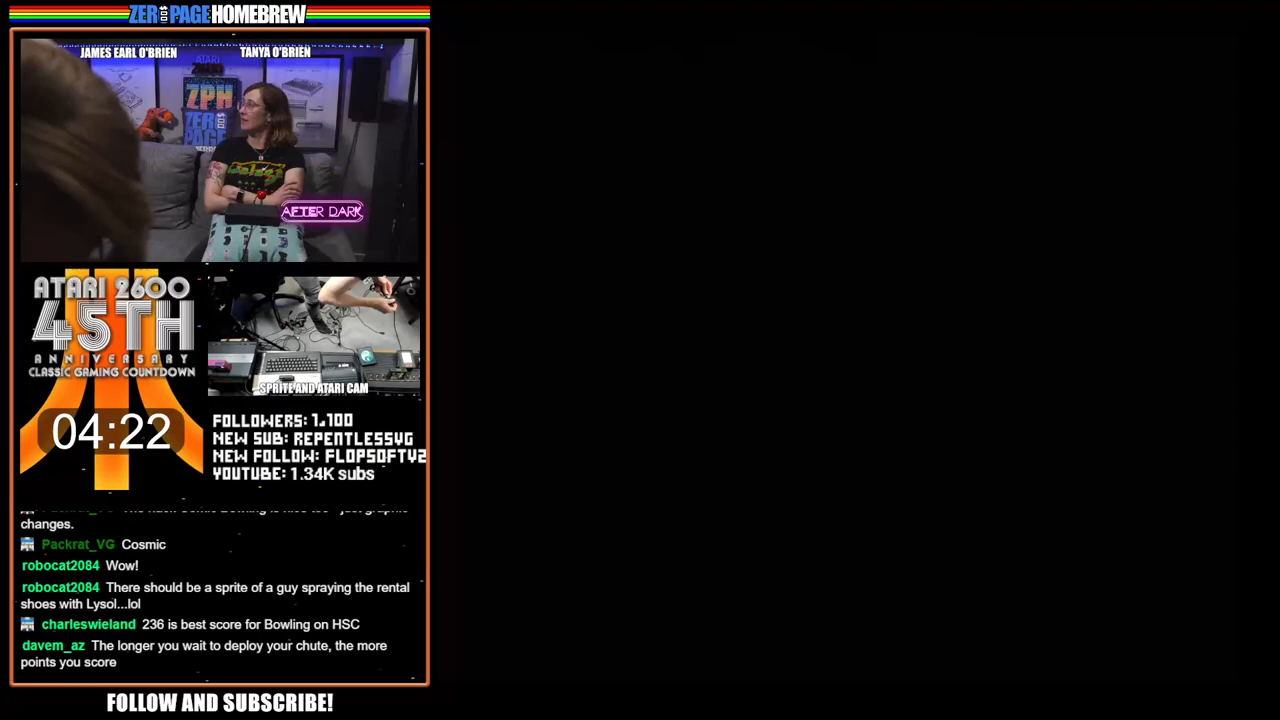 ZEROPAGE HOMEBREW
JAMES EARL O'BRIEN
TANYA O'BRIEN
ATARI
ZPH
ZERO
PAGE
AFTER DARK
ATARI 2600
45TH
ANNIVERSARY
CLASSIC GAMING COUNTDOWN
04:22
SPRITE AND ATARI CAM
FOLLOWERS: 1,100
NEW SUB: REPENTLESSVG
NEW FOLLOW: FLOPSOFTV2
YOUTUBE: 1.34K subs
changes.
Packrat_VG Cosmic
robocat2084 Wow!
robocat2084 There should be a sprite of a guy spraying the rental
shoes with Lysol...lol
charleswieland 236 is best score for Bowling on HSC
davem_az The longer you wait to deploy your chute, the more
points you score
FOLLOW AND SUBSCRIBE!